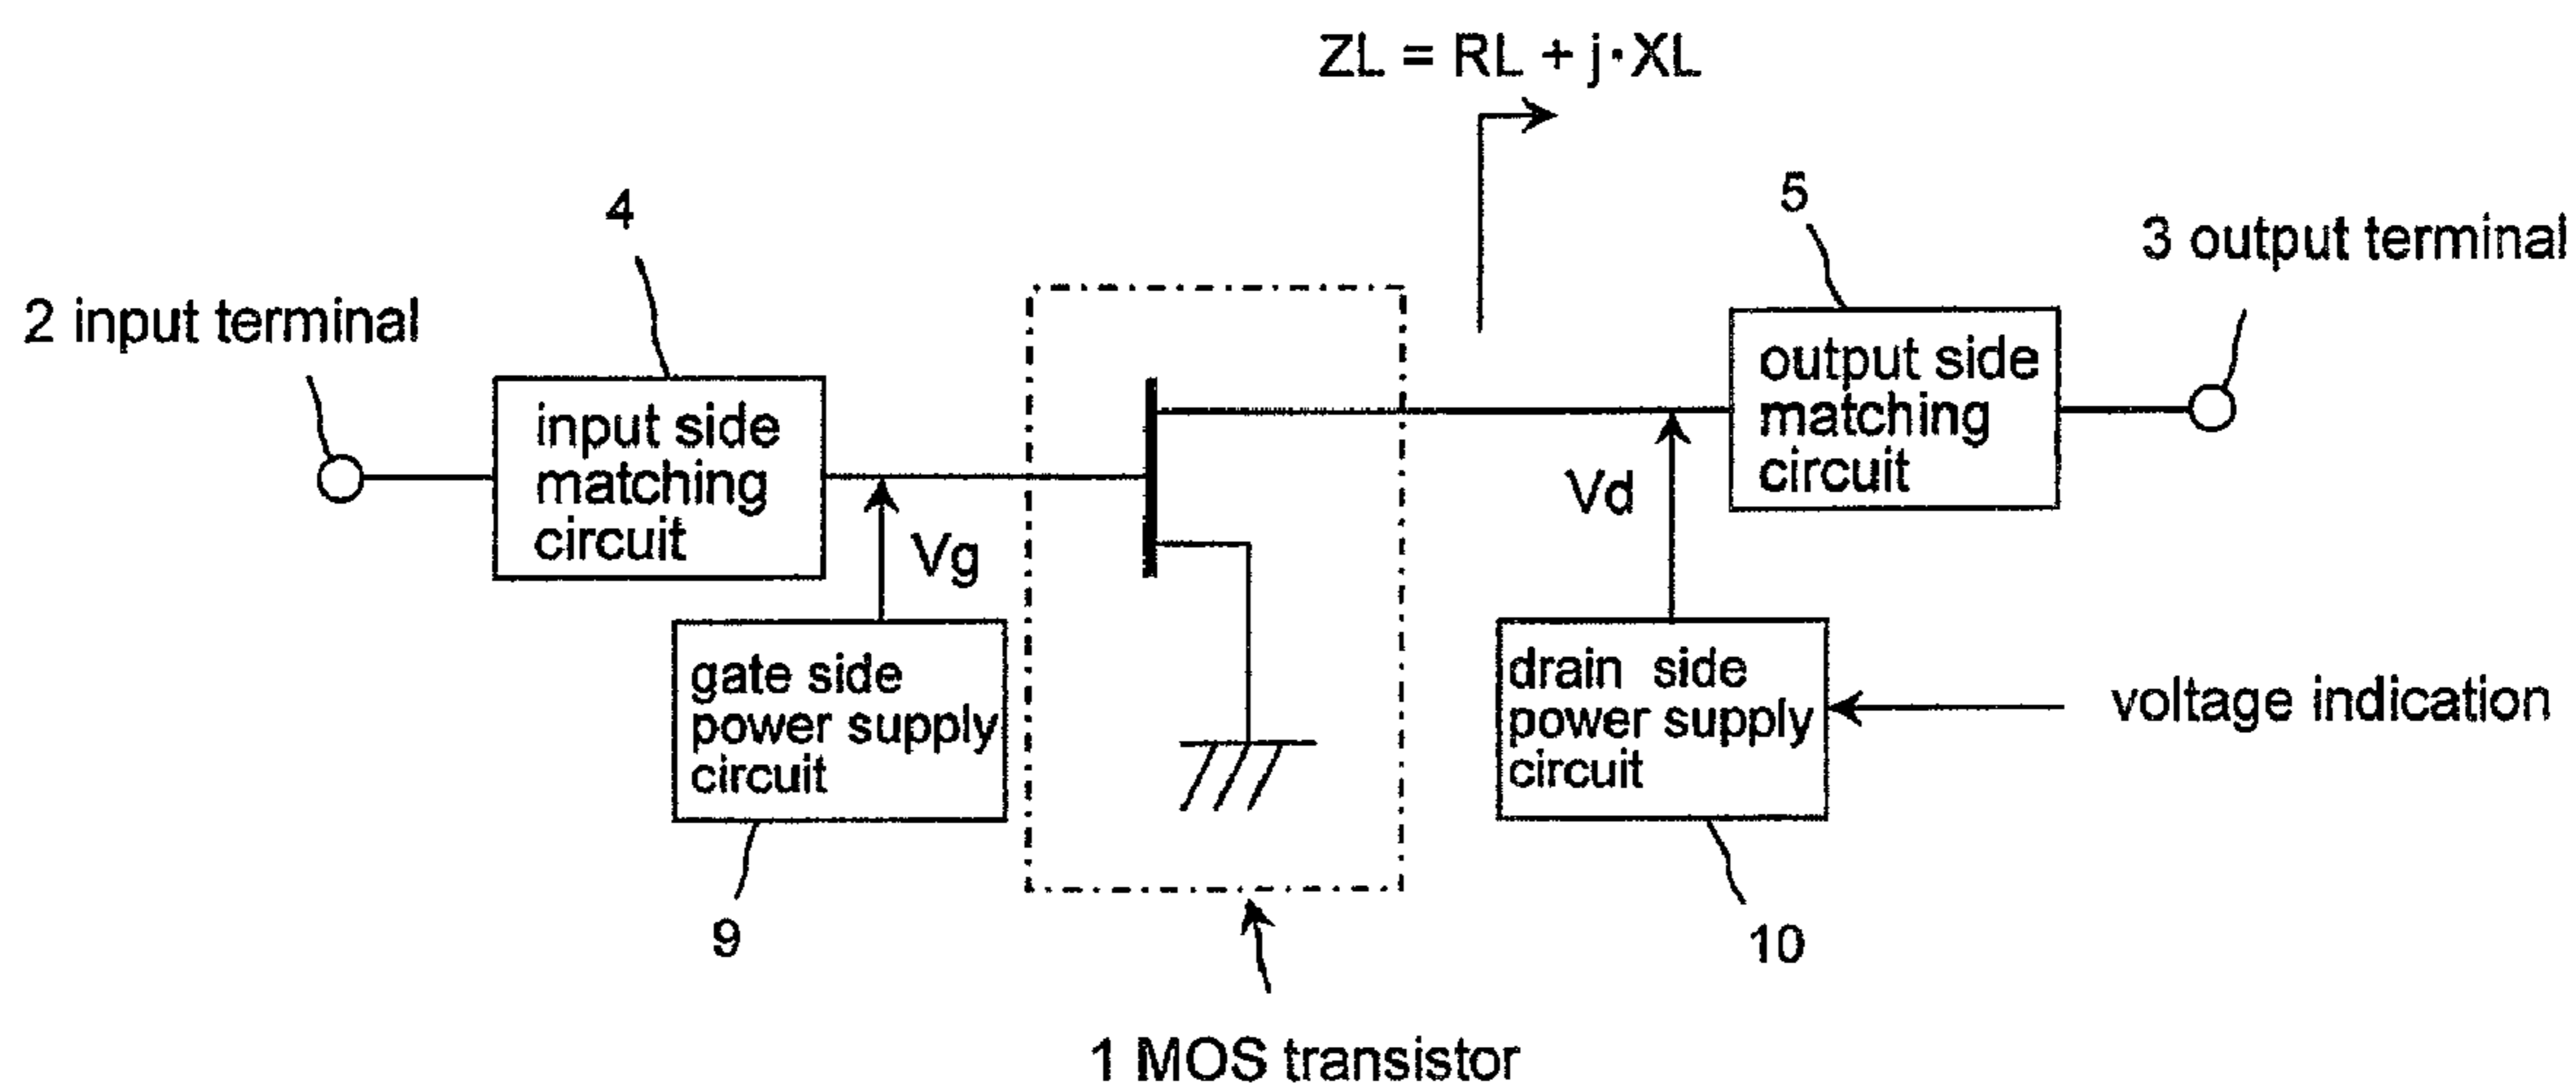 ZL = RL + j·XL
4
5
3 output terminal
2 input terminal
input side
matching
circuit
output side
matching
circuit
Vg
Vd
gate side
power supply
circuit
drain side
power supply
circuit
voltage indication
9
10
1 MOS transistor